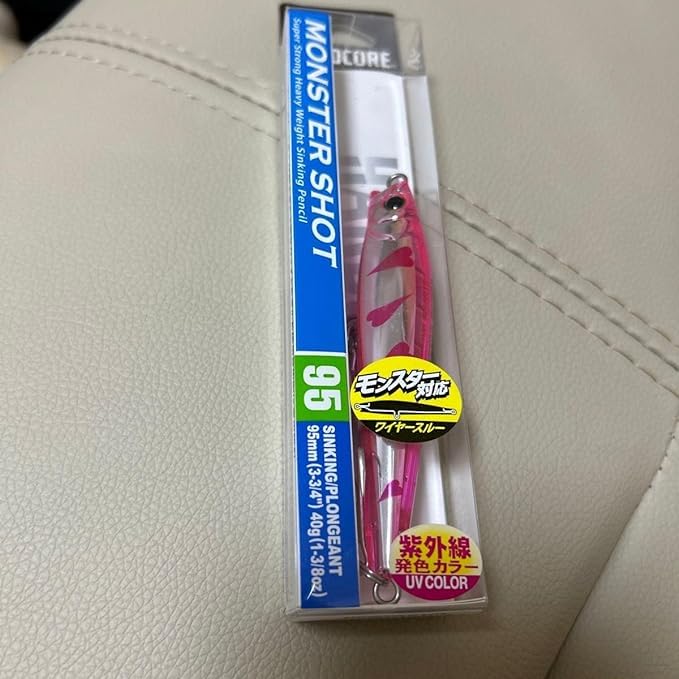 DCORE
MONSTER SHOT
Super Strong Heavy Weight Sinking Pencil
95
SINKING/PLONGEANT
95mm (3-3/4") 40g (1-3/8oz)
モンスター
対応
ワイヤースルー
紫外線
発色カラー
UV COLOR